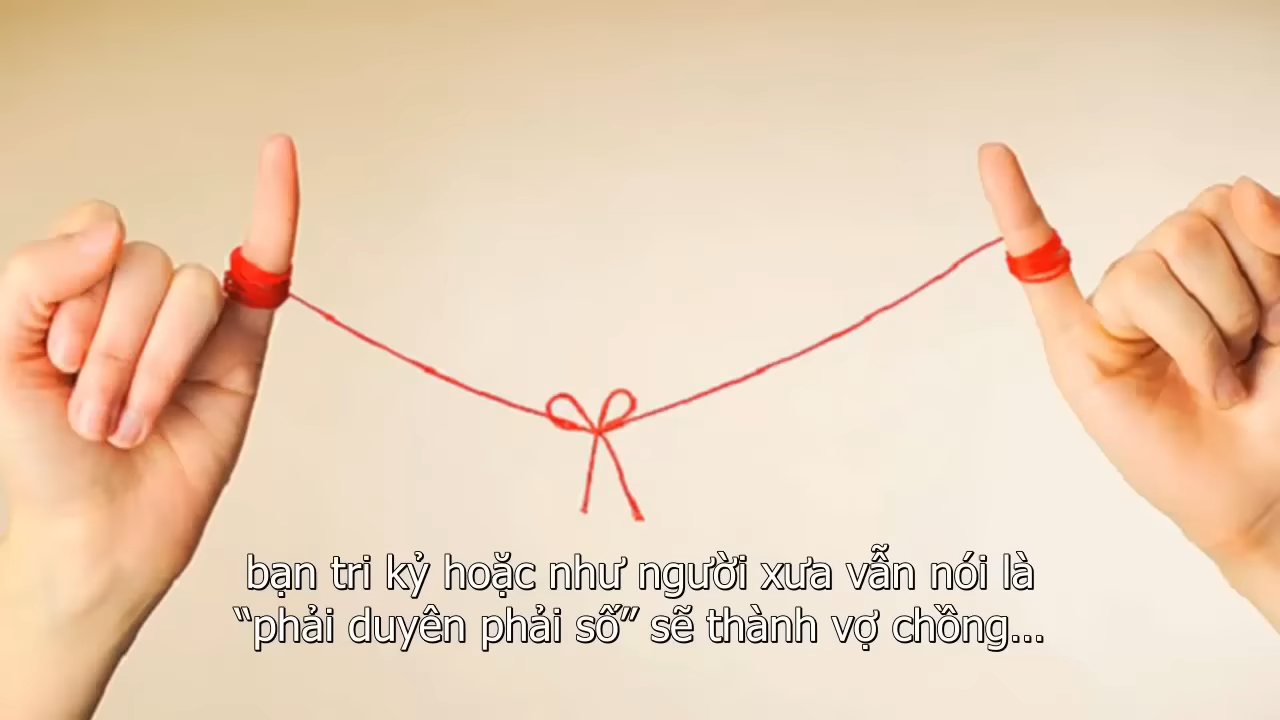 bạn tri kỷ hoặc như người xưa vẫn nói là
“phải duyên phải số” sẽ thành vợ chồng...